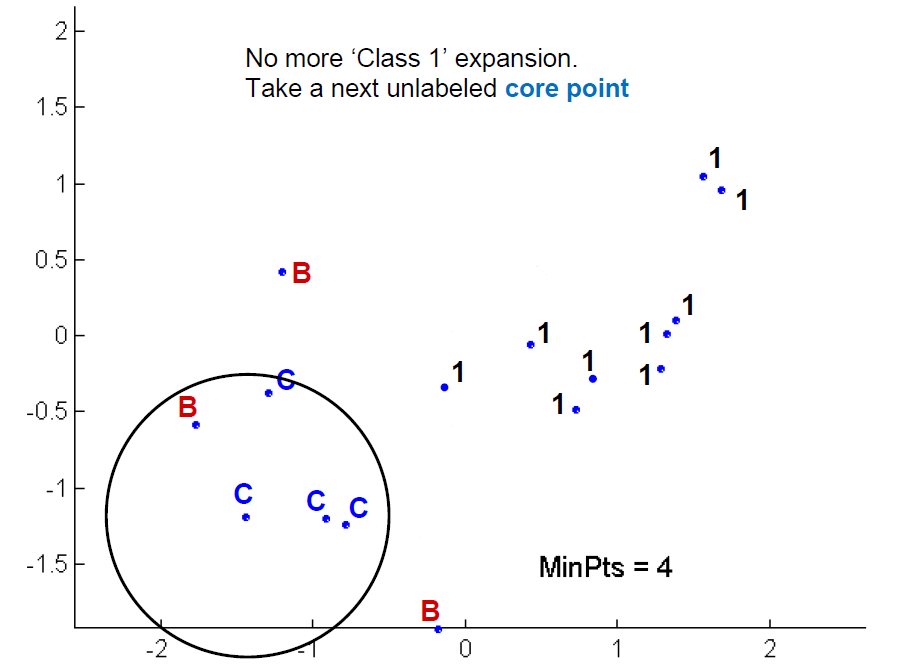 No more ‘Class 1’ expansion.
Take a next unlabeled core point
2
1.5
1
1
1
0.5
B
1
0
1
1
1
1
1
C
-0.5
B
1
-1
C
C
C
-1.5
MinPts = 4
B
-2
-1
0
1
2